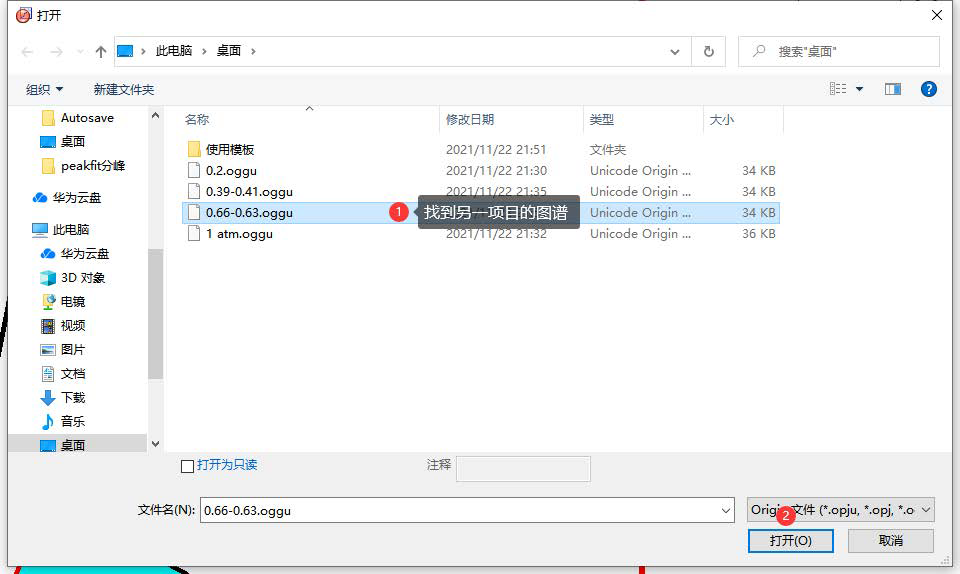 打开
此电脑 桌面
搜索"桌面"
组织 新建文件夹
名称 修改日期 类型 大小
使用模板 2021/11/22 21:51 文件夹
0.2.oggu 2021/11/22 21:30 Unicode Origin ... 34 KB
0.39-0.41.oggu 2021/11/22 21:35 Unicode Origin ... 34 KB
0.66-0.63.oggu 1 找到另一项目的图谱 Unicode Origin ... 34 KB
1 atm.oggu 2021/11/22 21:32 Unicode Origin ... 36 KB
Autosave
桌面
peakfit分峰
华为云盘
此电脑
华为云盘
3D 对象
电镜
视频
图片
文档
下载
音乐
桌面
打开为只读 注释
文件名(N): 0.66-0.63.oggu Origin文件 (*.opju, *.opj, *.o
2
打开(O) 取消